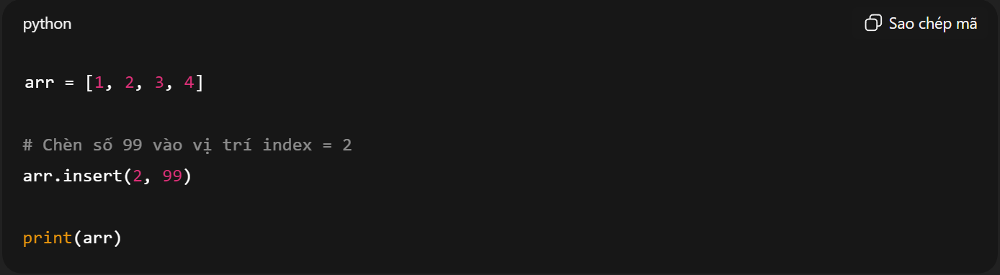 python
Sao chép mã
arr = [1, 2, 3, 4]
# Chèn số 99 vào vị trí index = 2
arr.insert(2, 99)
print(arr)